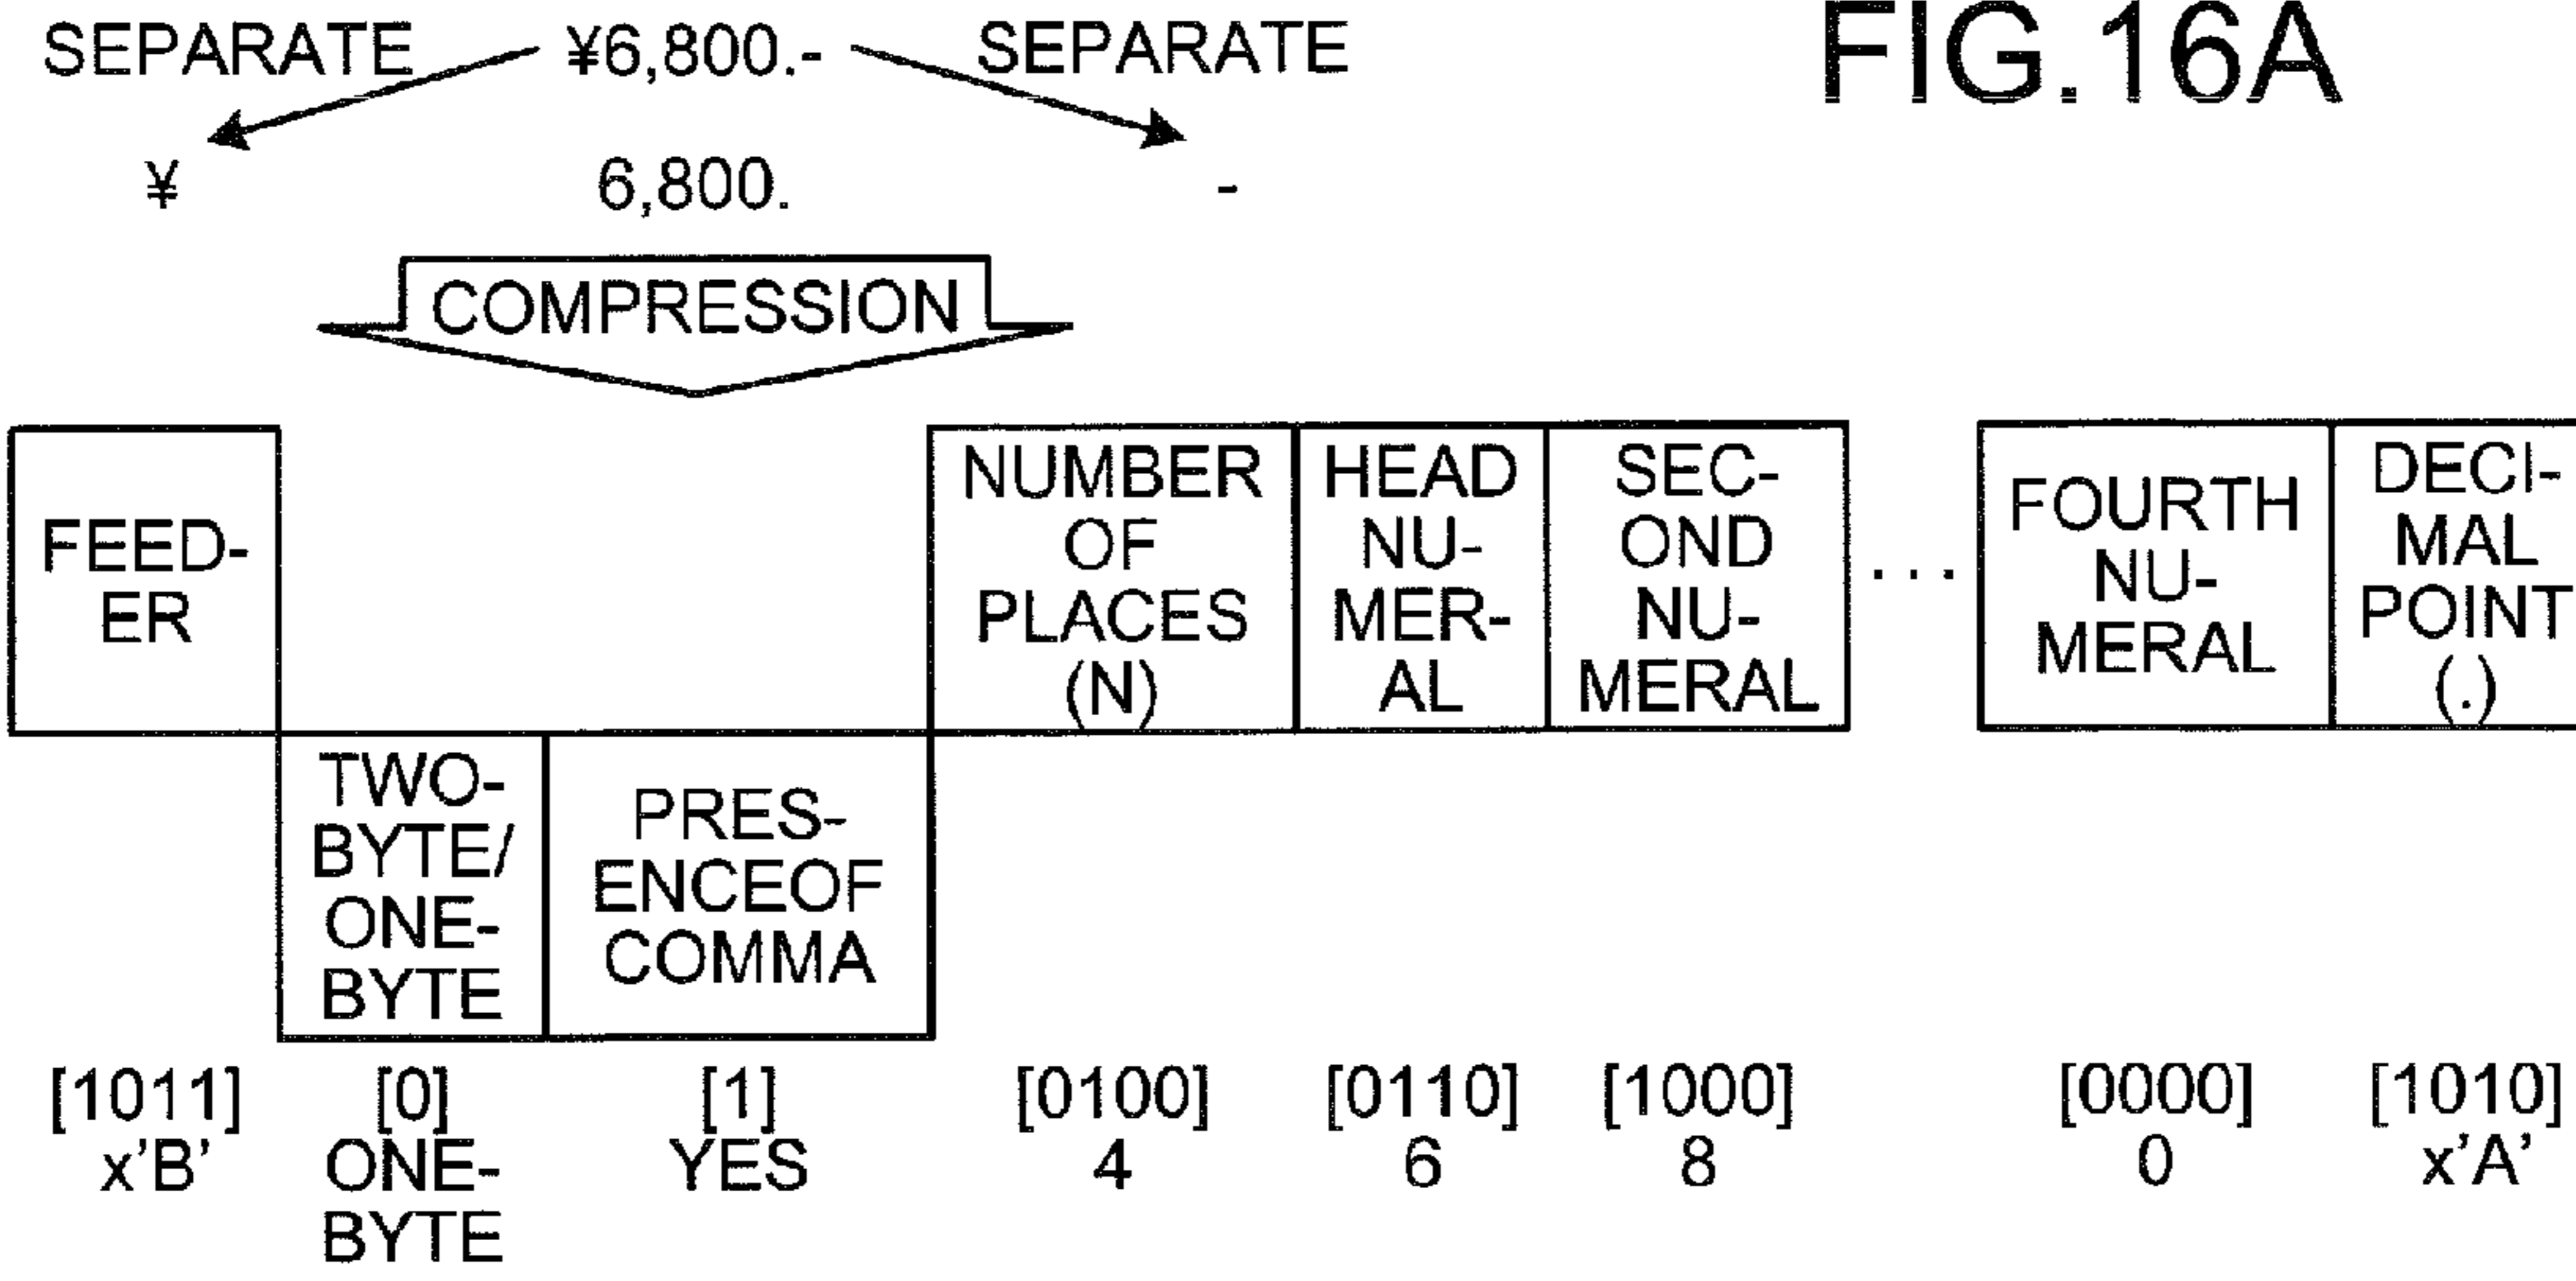 FIG.16A
SEPARATE ¥6,800.- SEPARATE
¥ 6,800. -
COMPRESSION
FEED-
ER
TWO-
BYTE/
ONE-
BYTE
PRES-
ENCEOF
COMMA
NUMBER
OF
PLACES
(N)
HEAD
NU-
MER-
AL
SEC-
OND
NU-
MERAL
...
FOURTH
NU-
MERAL
DECI-
MAL
POINT
(.)
[1011] [0] [1] [0100] [0110] [1000] [0000] [1010]
x'B' ONE- YES 4 6 8 0 x'A'
BYTE